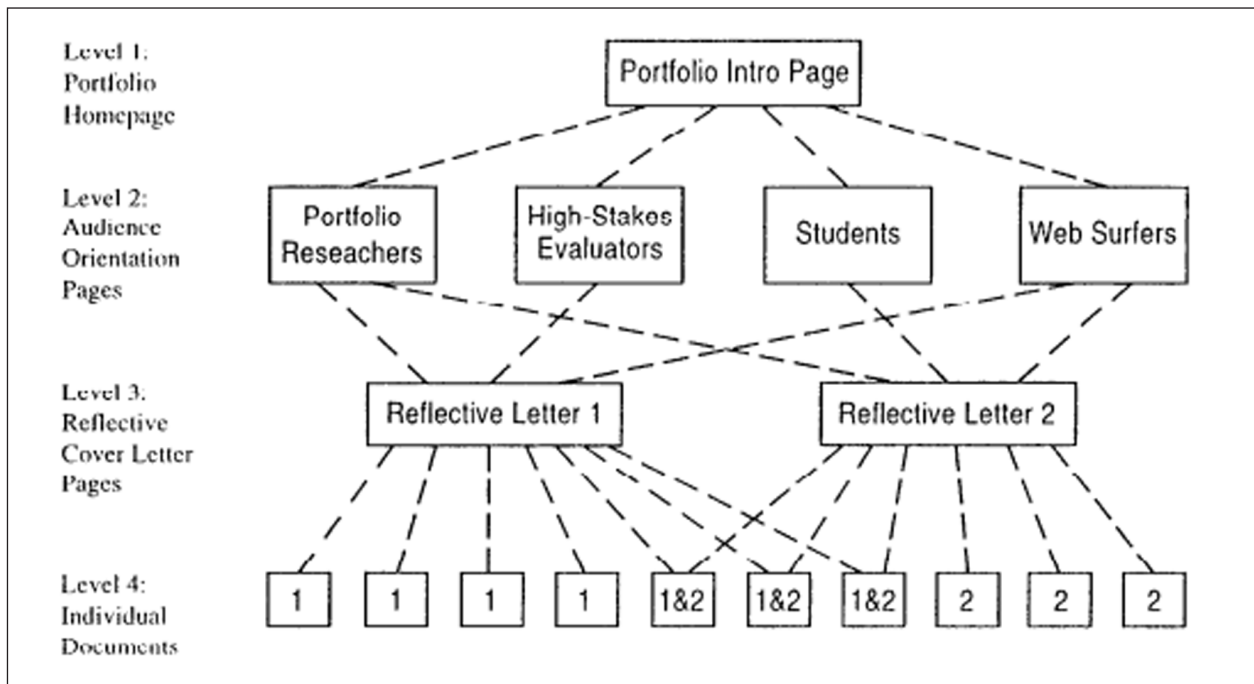 Level 1:
Portfolio
Homepage
Portfolio Intro Page
Level 2:
Audience
Orientation
Pages
Portfolio
Reseachers
High-Stakes
Evaluators
Students
Web Surfers
Level 3:
Reflective
Cover Letter
Pages
Reflective Letter 1
Reflective Letter 2
Level 4:
Individual
Documents
1
1
1
1
1&2
1&2
1&2
2
2
2